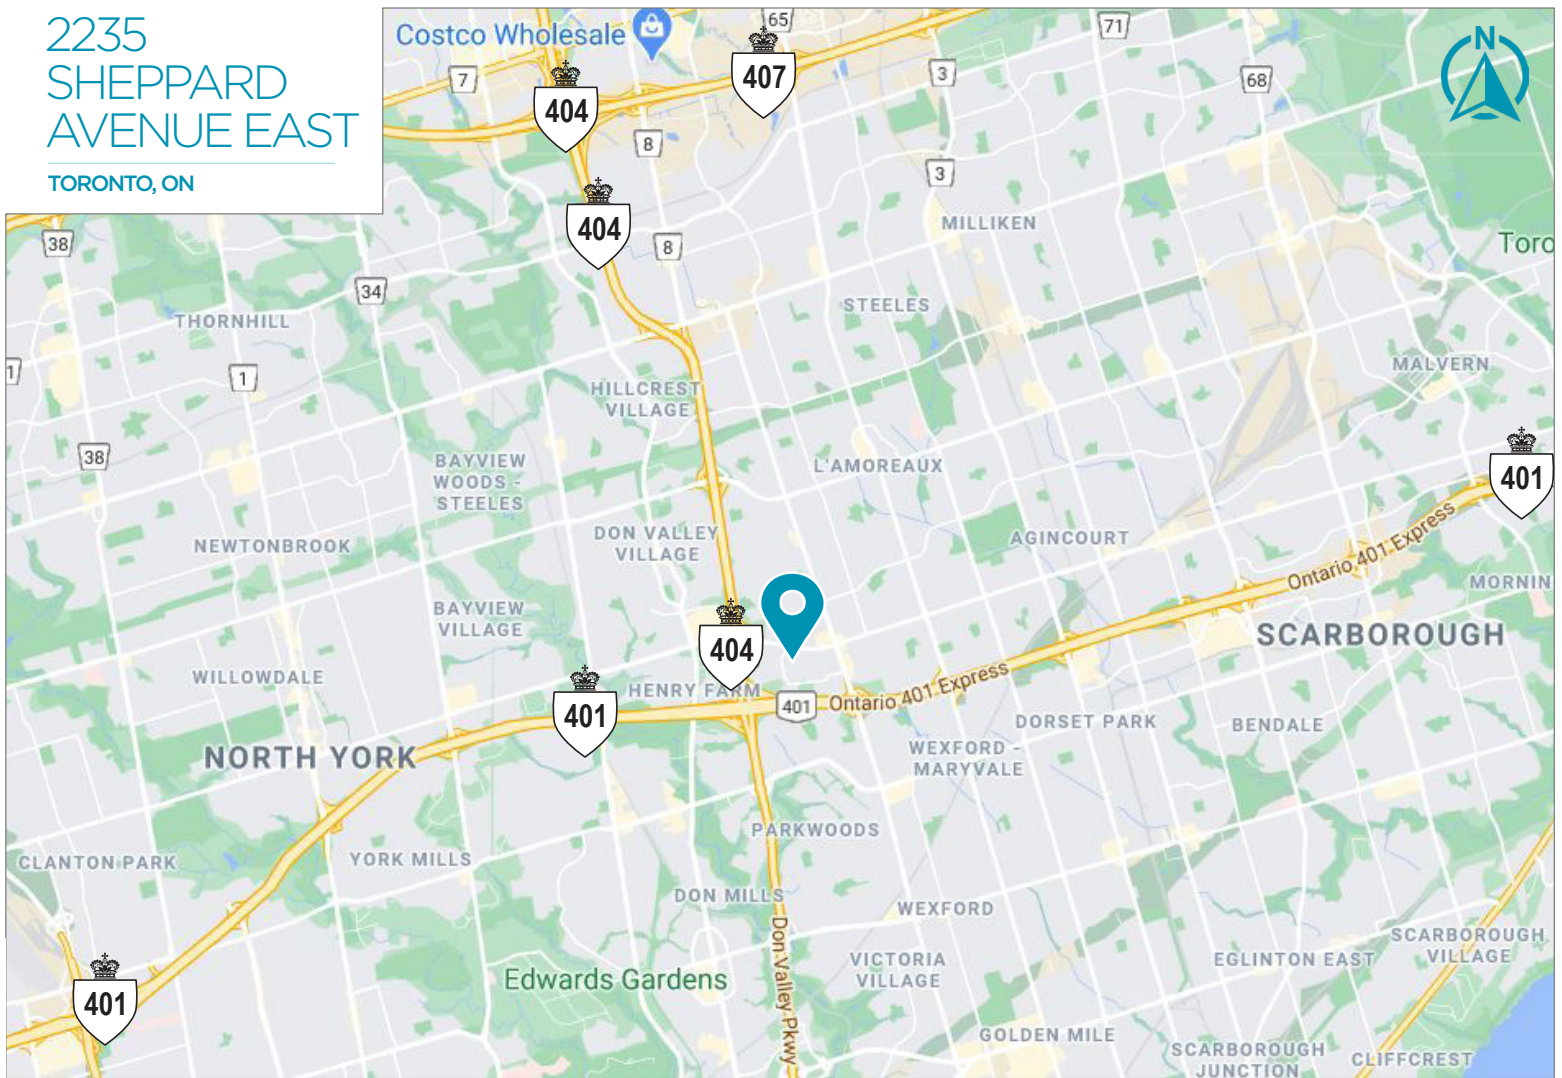 2235
SHEPPARD
AVENUE EAST
TORONTO, ON
Costco Wholesale
65
71
N
7
404
407
3
68
8
3
404
8
38
MILLIKEN
Toro
34
THORNHILL
STEELES
1
1
HILLCREST
VILLAGE
MALVERN
38
BAYVIEW
WOODS -
STEELES
L'AMOREAUX
401
NEWTONBROOK
DON VALLEY
VILLAGE
AGINCOURT
Ontario 401 Express
MORNIN
BAYVIEW
VILLAGE
404
SCARBOROUGH
WILLOWDALE
HENRY FARM
401
401
Ontario 401 Express
DORSET PARK
BENDALE
NORTH YORK
WEXFORD -
MARYVALE
PARKWOODS
CLANTON PARK
YORK MILLS
DON MILLS
WEXFORD
Don Valley Pkwy
SCARBOROUGH
VILLAGE
VICTORIA
VILLAGE
EGLINTON EAST
Edwards Gardens
401
GOLDEN MILE
SCARBOROUGH
JUNCTION
CLIFFCREST